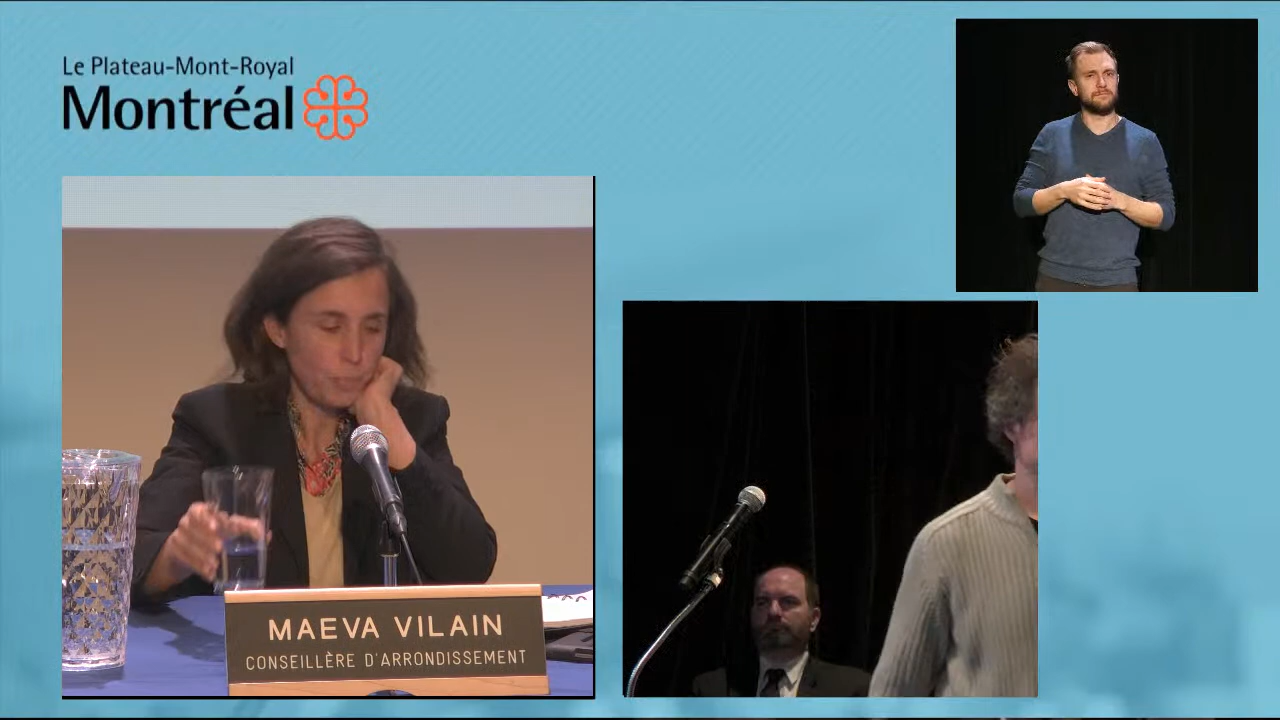 Le Plateau-Mont-Royal
Montréal
MAEVA VILAIN
CONSEILLÈRE D'ARRONDISSEMENT